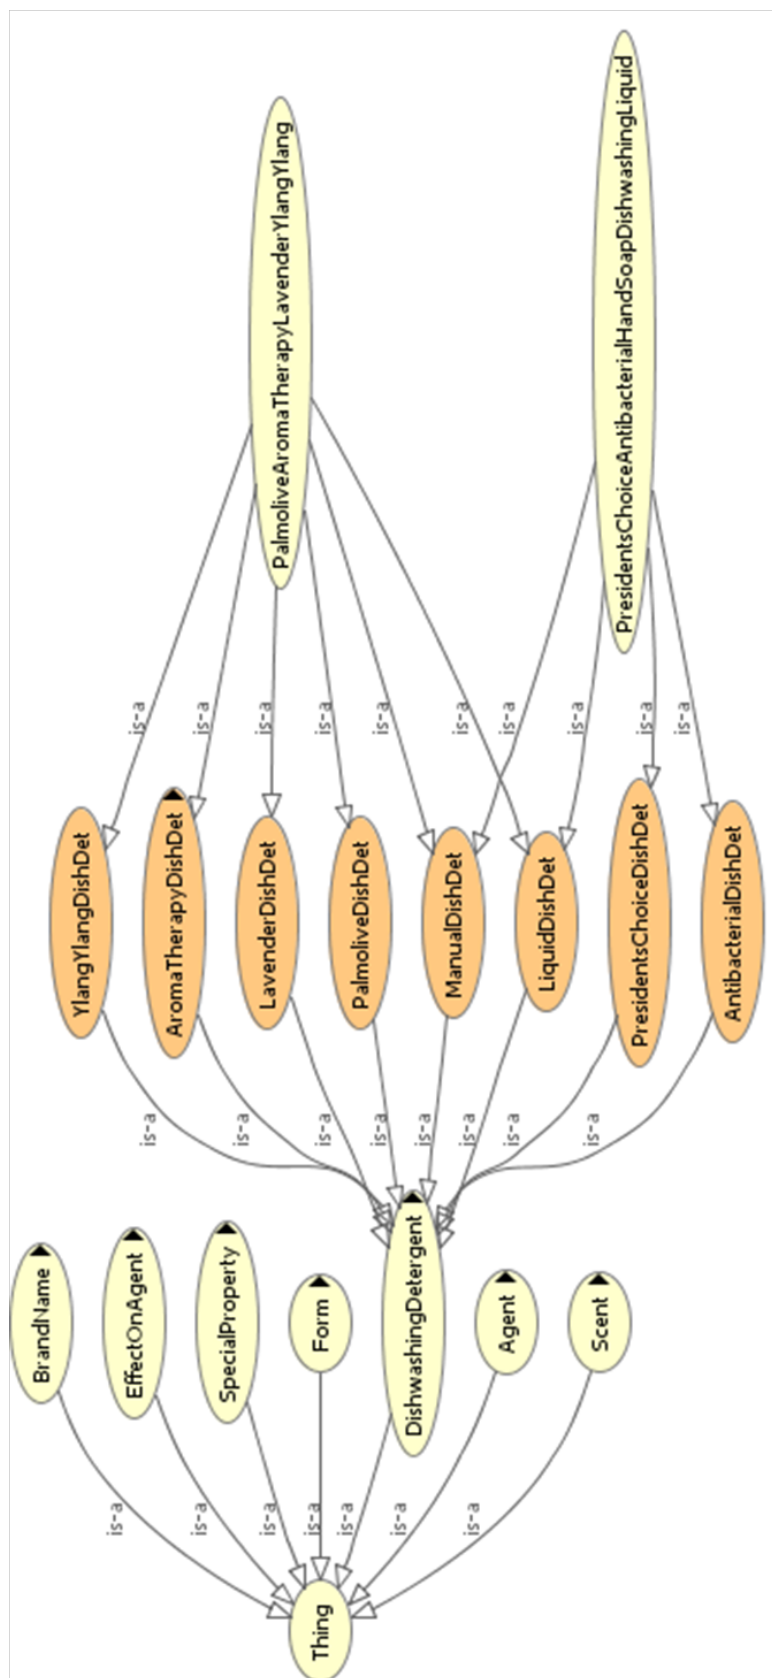 PalmoliveAromaTherapyLavenderYlangYlang
PresidentsChoiceAntibacterialHandSoapDishwashingLiquid
is-a
is-a
is-a
is-a
is-a
is-a
is-a
is-a
is-a
is-a
YlangYlangDishDet
AromaTherapyDishDet
LavenderDishDet
PalmoliveDishDet
ManualDishDet
LiquidDishDet
PresidentsChoiceDishDet
AntibacterialDishDet
is-a
is-a
is-a
is-a
is-a
is-a
is-a
is-a
BrandName
EffectOnAgent
SpecialProperty
Form
DishwashingDetergent
Agent
Scent
is-a
is-a
is-a
is-a
is-a
is-a
is-a
Thing